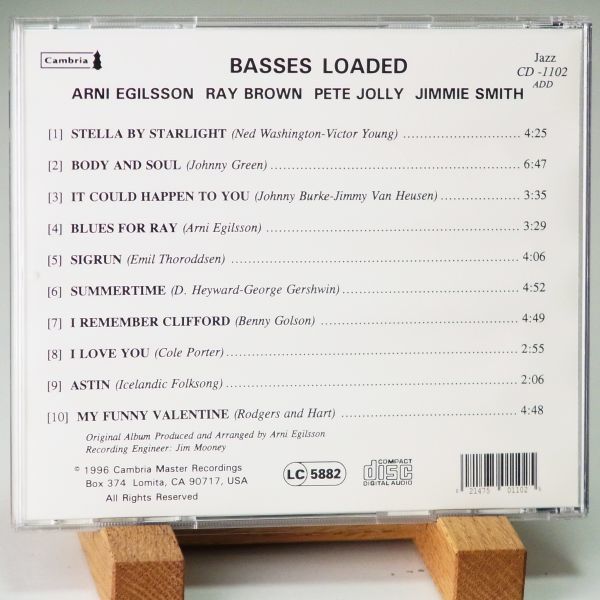 Cambria
BASSES LOADED
Jazz
CD -1102
ADD
ARNI EGILSSON RAY BROWN PETE JOLLY JIMMIE SMITH
[1] STELLA BY STARLIGHT (Ned Washington-Victor Young) 4:25
[2] BODY AND SOUL (Johnny Green) 6:47
[3] IT COULD HAPPEN TO YOU (Johnny Burke-Jimmy Van Heusen) 3:35
[4] BLUES FOR RAY (Arni Egilsson) 3:29
[5] SIGRUN (Emil Thoroddsen) 4:06
[6] SUMMERTIME (D. Heyward-George Gershwin) 4:52
[7] I REMEMBER CLIFFORD (Benny Golson) 4:49
[8] I LOVE YOU (Cole Porter) 2:55
[9] ASTIN (Icelandic Folksong) 2:06
[10] MY FUNNY VALENTINE (Rodgers and Hart) 4:48
Original Album Produced and Arranged by Arni Egilsson
Recording Engineer: Jim Mooney
© 1996 Cambria Master Recordings
Box 374 Lomita, CA 90717, USA
All Rights Reserved
LC 5882
COMPACT
disc
DIGITAL AUDIO
21475 01102